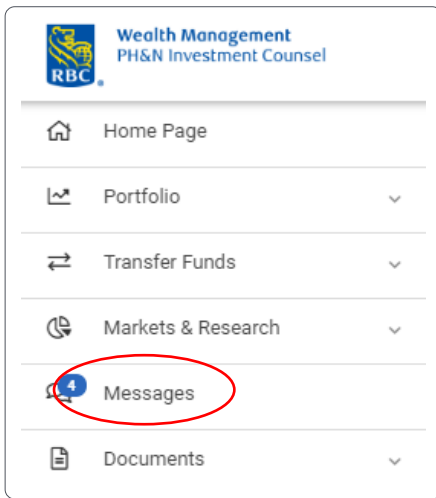 Wealth Management
PH&N Investment Counsel
RBC®
Home Page
Portfolio
Transfer Funds
Markets & Research
4
Messages
Documents